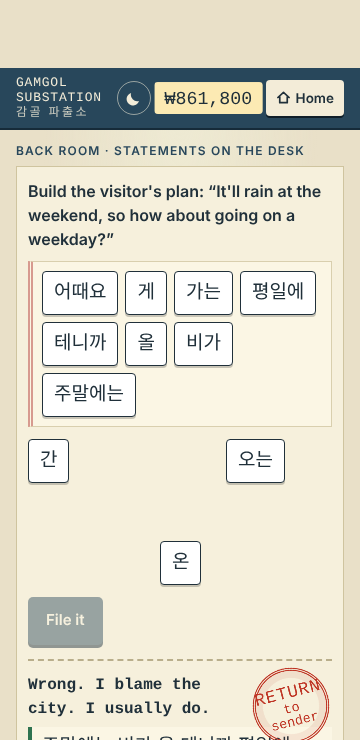 GAMGOL
SUBSTATION
감골 파출소
₩861,800
Home
BACK ROOM · STATEMENTS ON THE DESK
Build the visitor's plan: “It'll rain at the
weekend, so how about going on a
weekday?”
어때요 게 가는 평일에
테니까 올 비가
주말에는
간 오는
온
File it
Wrong. I blame the
city. I usually do.
RETURN
to
sender